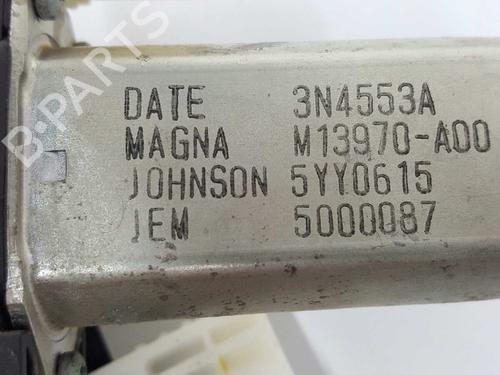 B-PARTS
DATE 3N4553A
MAGNA M13970-A00
JOHNSON 5YY0615
JEM 5000087